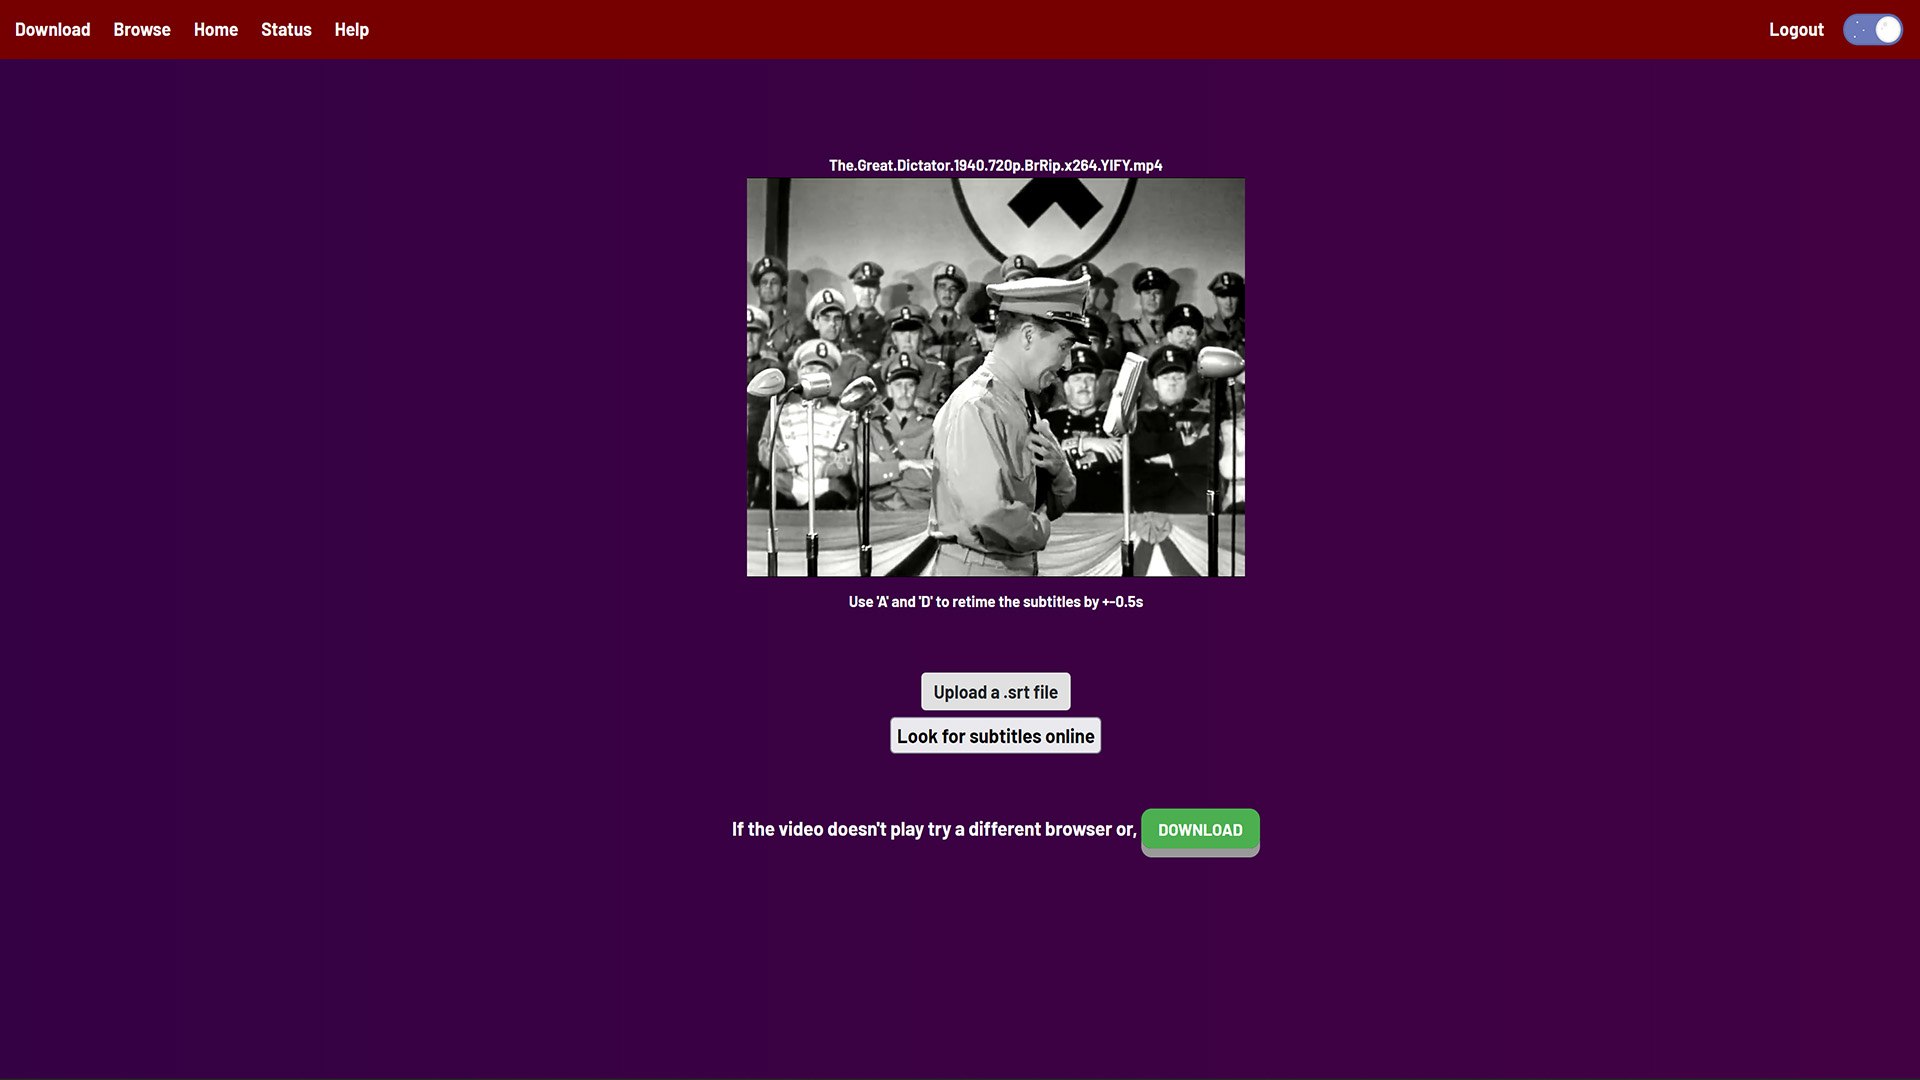 Download Browse Home Status Help Logout
The.Great.Dictator.1940.720p.BrRip.x264.YIFY.mp4
Use 'A' and 'D' to retime the subtitles by +-0.5s
Upload a .srt file
Look for subtitles online
If the video doesn't play try a different browser or, DOWNLOAD